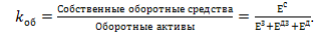 k_об = Собственные оборотные средства / Оборотные активы = E^C / E^З+E^ДЗ+E^Д.